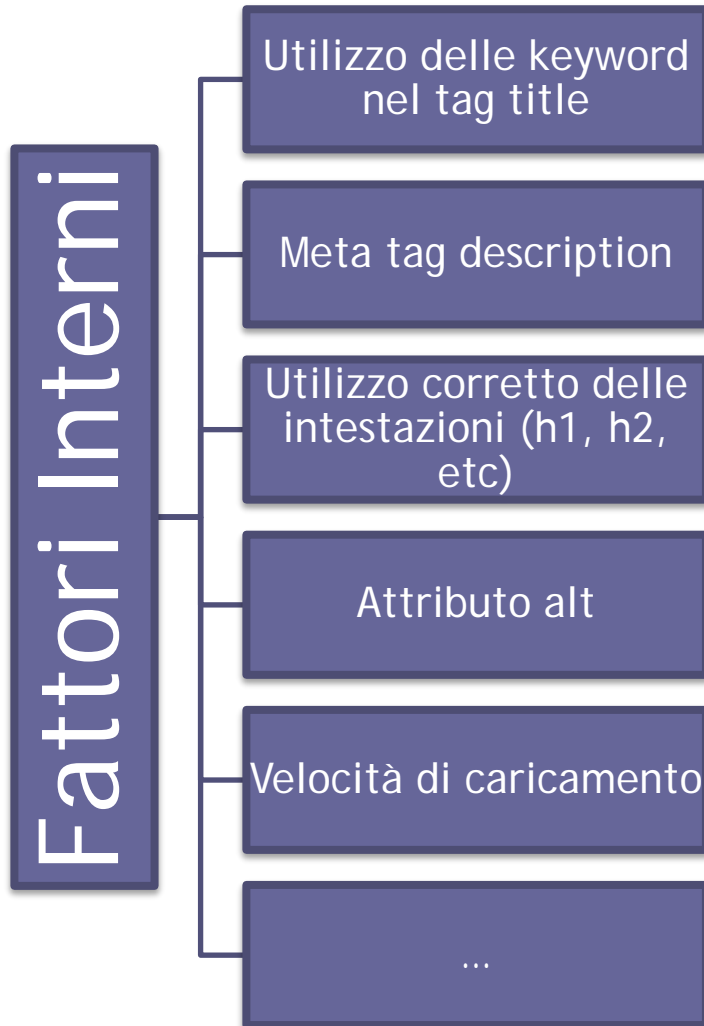 Fattori Interni
Utilizzo delle keyword
nel tag title
Meta tag description
Utilizzo corretto delle
intestazioni (h1, h2,
etc)
Attributo alt
Velocità di caricamento
...